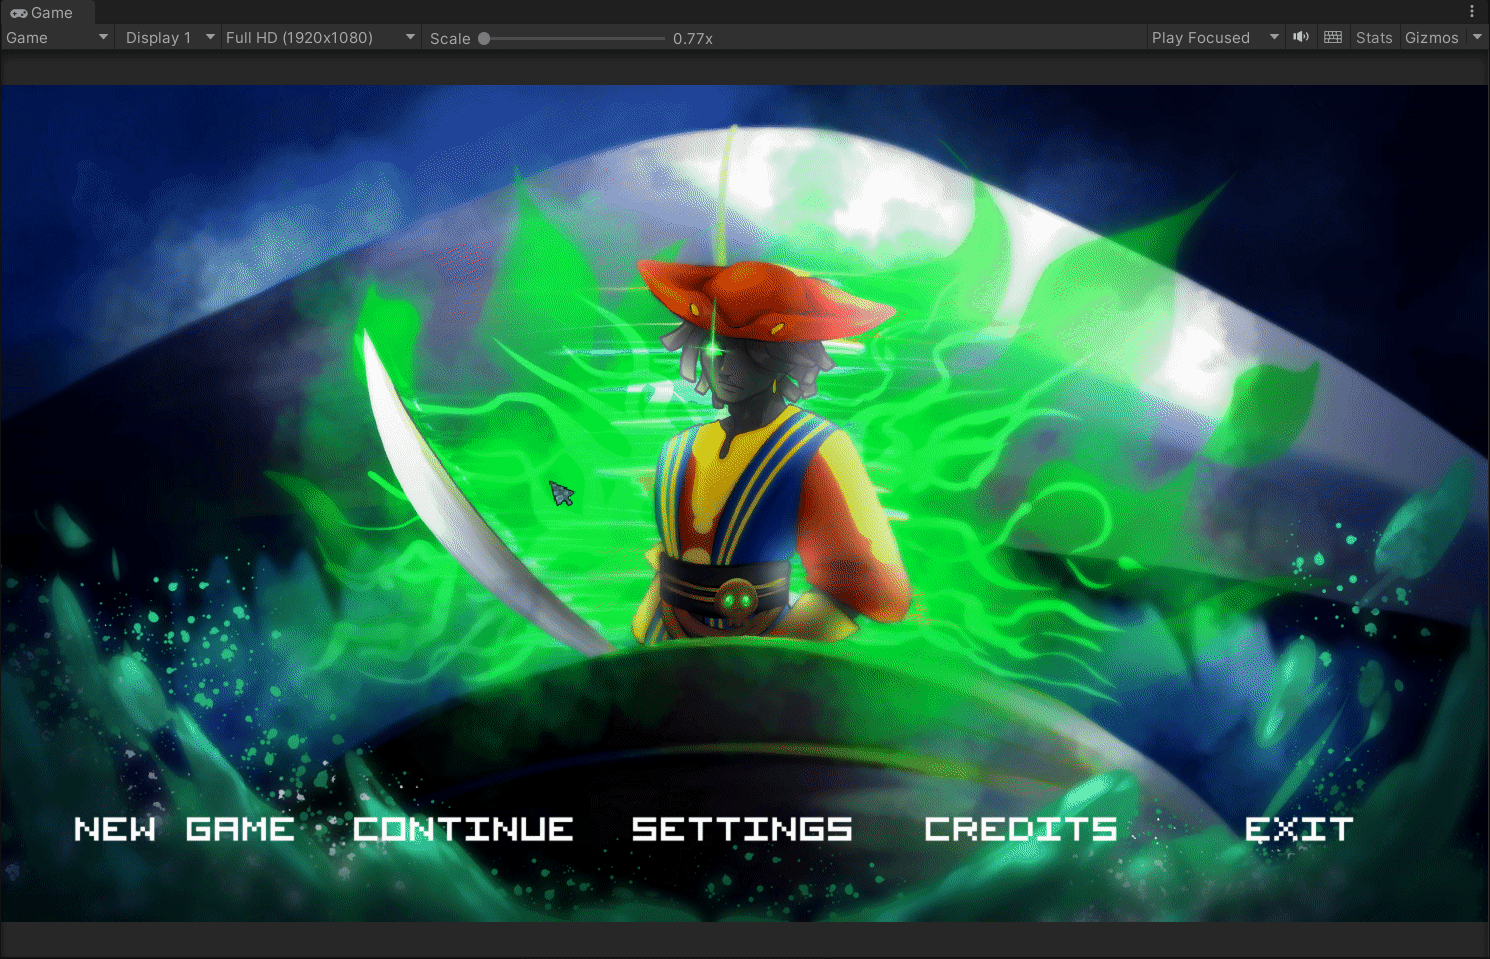 Game
Game Display 1 Full HD (1920x1080) Scale 0.77x Play Focused Stats Gizmos
NEW GAME CONTINUE SETTINGS CREDITS EXIT